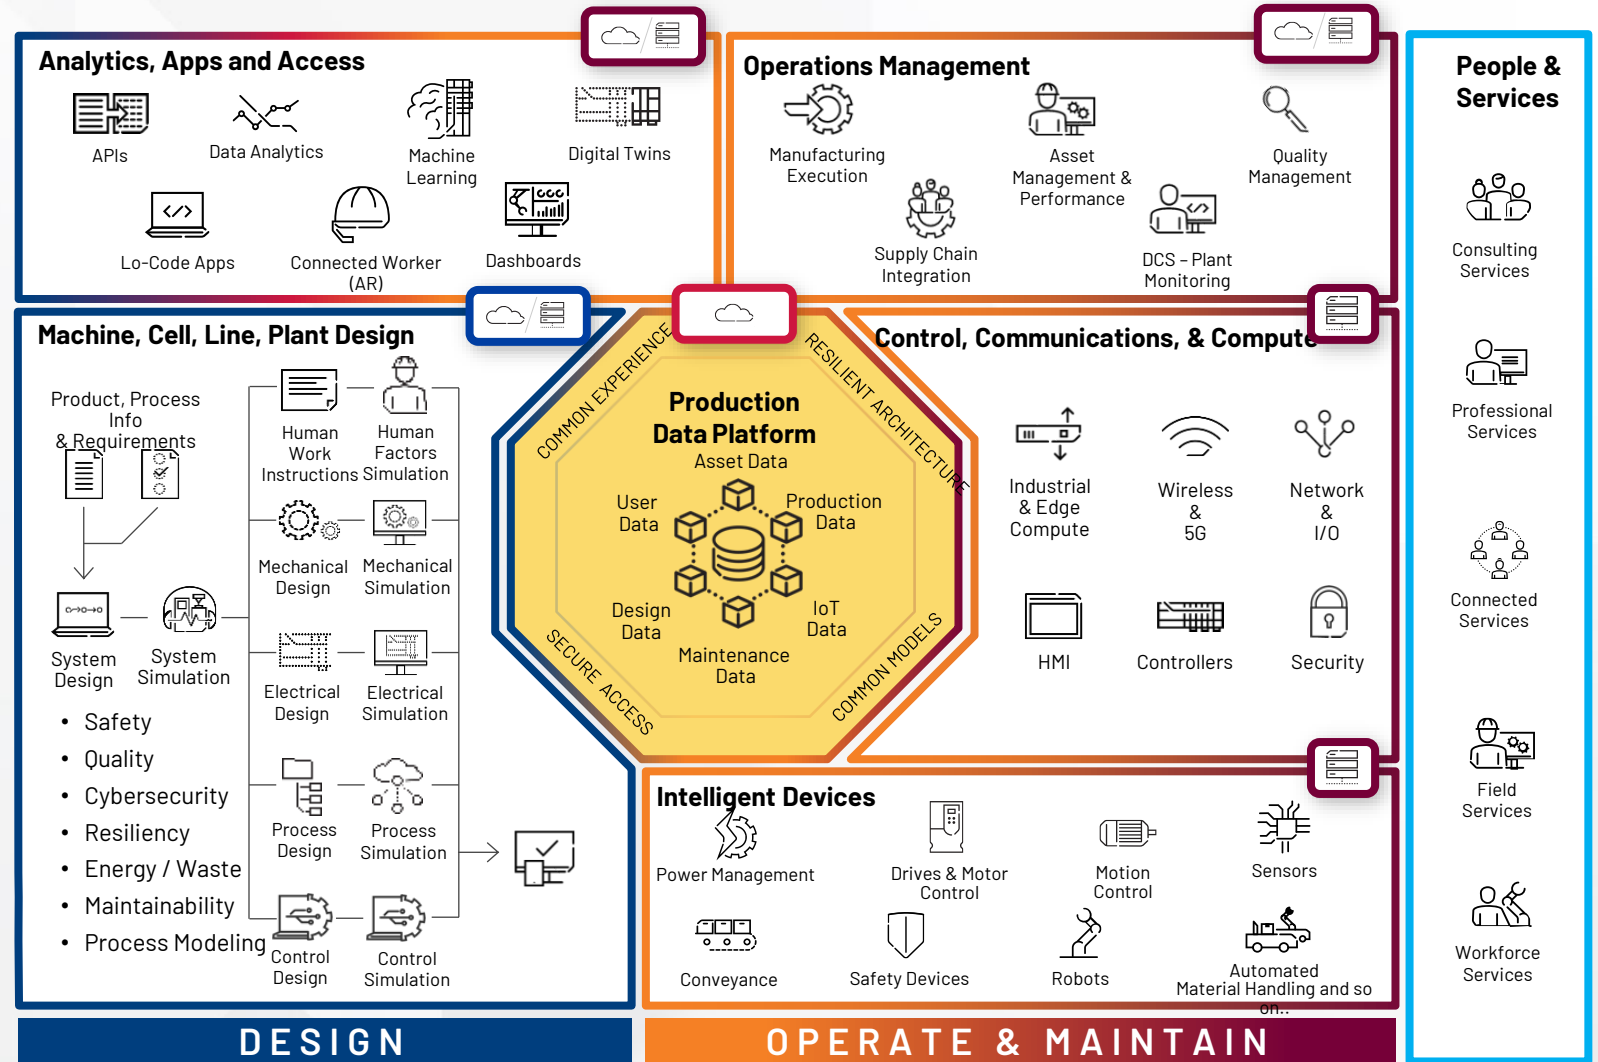 Analytics, Apps and Access
APIs
Data Analytics
Machine
Learning
Digital Twins
Lo-Code Apps
Connected Worker
(AR)
Dashboards
Operations Management
Manufacturing
Execution
Asset
Management &
Performance
Quality
Management
Supply Chain
Integration
DCS – Plant
Monitoring
People &
Services
Consulting
Services
Professional
Services
Connected
Services
Field
Services
Workforce
Services
Machine, Cell, Line, Plant Design
Product, Process
Info
& Requirements
Human
Work
Instructions
Human
Factors
Simulation
Mechanical
Design
Mechanical
Simulation
System
Design
System
Simulation
Electrical
Design
Electrical
Simulation
• Safety
• Quality
• Cybersecurity
• Resiliency
• Energy / Waste
• Maintainability
• Process Modeling
Process
Design
Process
Simulation
Control
Design
Control
Simulation
COMMON EXPERIENCE
RESILIENT ARCHITECTURE
SECURE ACCESS
COMMON MODELS
Production
Data Platform
Asset Data
User
Data
Production
Data
Design
Data
IoT
Data
Maintenance
Data
Control, Communications, & Compute
Industrial
& Edge
Compute
Wireless
&
5G
Network
&
I/O
HMI
Controllers
Security
Intelligent Devices
Power Management
Drives & Motor
Control
Motion
Control
Sensors
Conveyance
Safety Devices
Robots
Automated
Material Handling and so
on..
DESIGN
OPERATE & MAINTAIN